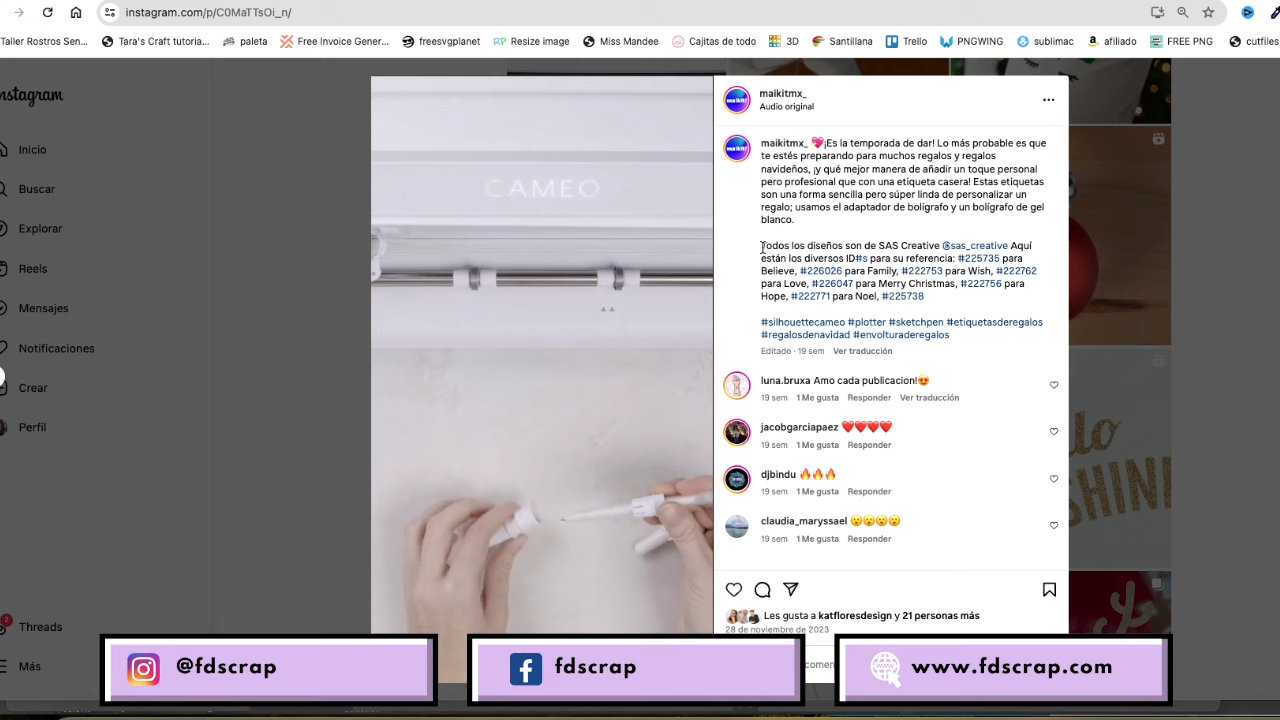 instagram.com/p/C0MaTTsOi_n/
Taller Rostros Sen...
Tara's Craft tutoria...
paleta
Free Invoice Gener...
freesvgplanet
Resize image
Miss Mandee
Cajitas de todo
3D
Santillana
Trello
PNGWING
sublimac
afiliado
FREE PNG
cutfiles
nstagram
Inicio
Buscar
Explorar
Reels
Mensajes
Notificaciones
Crear
Perfil
2
Threads
Más
CAMEO
maikitmx_
Audio original
maikitmx_ 💖¡Es la temporada de dar! Lo más probable es que
te estés preparando para muchos regalos y regalos
navideños, ¡y qué mejor manera de añadir un toque personal
pero profesional que con una etiqueta casera! Estas etiquetas
son una forma sencilla pero súper linda de personalizar un
regalo; usamos el adaptador de bolígrafo y un bolígrafo de gel
blanco.
Todos los diseños son de SAS Creative @sas_creative Aquí
están los diversos ID#s para su referencia: #225735 para
Believe, #226026 para Family, #222753 para Wish, #222762
para Love, #226047 para Merry Christmas, #222756 para
Hope, #222771 para Noel, #225738
#silhouettecameo #plotter #sketchpen #etiquetasderegalos
#regalosdenavidad #envolturaderegalos
Editado · 19 sem Ver traducción
luna.bruxa Amo cada publicacion!😍
19 sem 1 Me gusta Responder Ver traducción
jacobgarciapaez ❤️❤️❤️❤️
19 sem 1 Me gusta Responder
djbindu 🔥🔥🔥
19 sem 1 Me gusta Responder
claudia_maryssael 😮😮😮😮
19 sem 1 Me gusta Responder
Les gusta a katfloresdesign y 21 personas más
28 de noviembre de 2023
@fdscrap
fdscrap
www.fdscrap.com